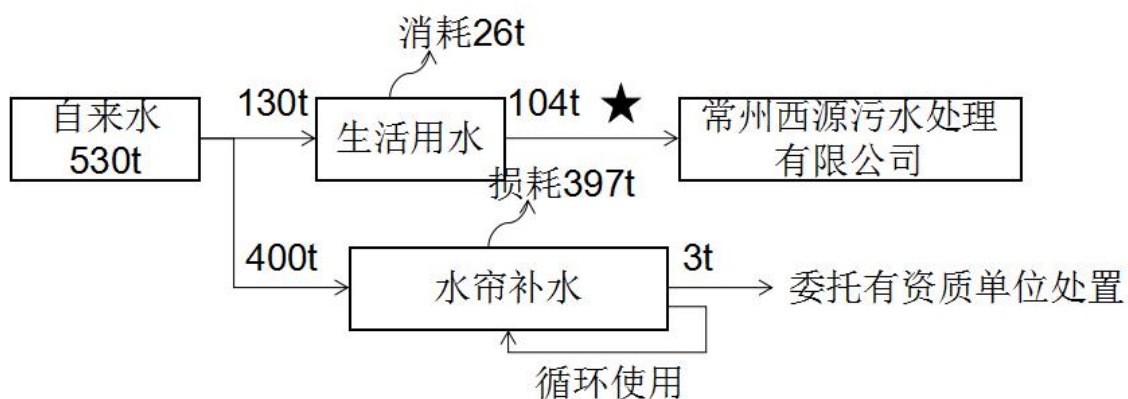 消耗26t
自来水
530t
130t
生活用水
104t
★
常州西源污水处理
有限公司
损耗397t
400t
水帘补水
3t
委托有资质单位处置
循环使用